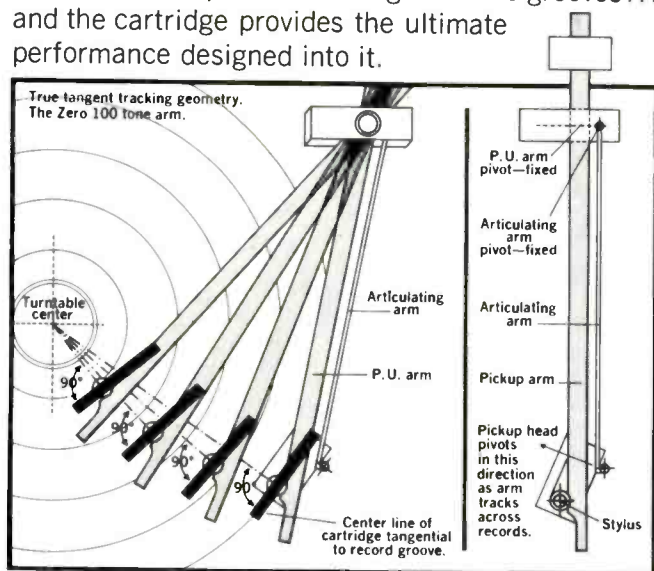 and the cartridge provides the ultimate
performance designed into it.
True tangent tracking geometry.
The Zero 100 tone arm.
Turntable
center
90°
90°
90°
90
Articulating
arm
P.U. arm
Center line of
cartridge tangential
to record groove.
P.U. arm
pivot—fixed
Articulating
arm
pivot—fixed
Articulating
arm
Pickup arm
Pickup head
pivots
in this
direction
as arm
tracks
across
records.
Stylus